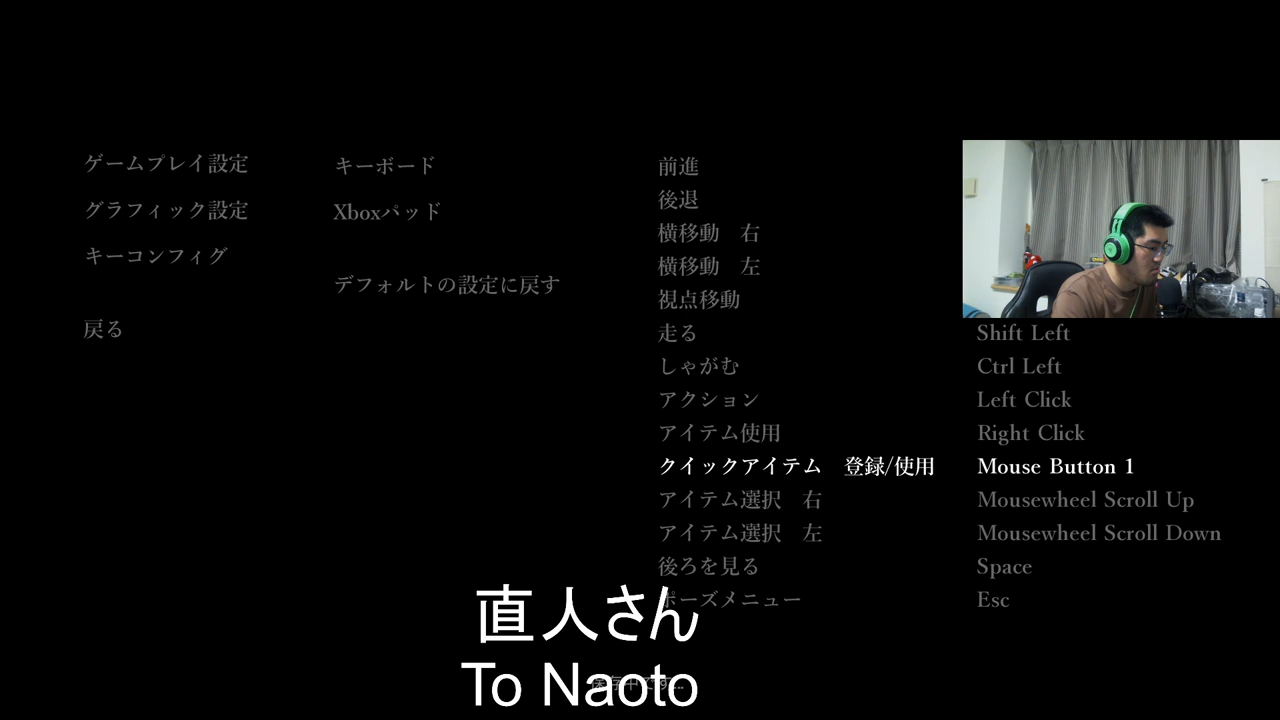 ゲームプレイ設定
グラフィック設定
キーコンフィグ
戻る
キーボード
Xboxパッド
デフォルトの設定に戻す
前進
後退
横移動　右
横移動　左
視点移動
走る Shift Left
しゃがむ Ctrl Left
アクション Left Click
アイテム使用 Right Click
クイックアイテム　登録/使用 Mouse Button 1
アイテム選択　右 Mousewheel Scroll Up
アイテム選択　左 Mousewheel Scroll Down
後ろを見る Space
ポーズメニュー Esc
直人さん
To Naoto